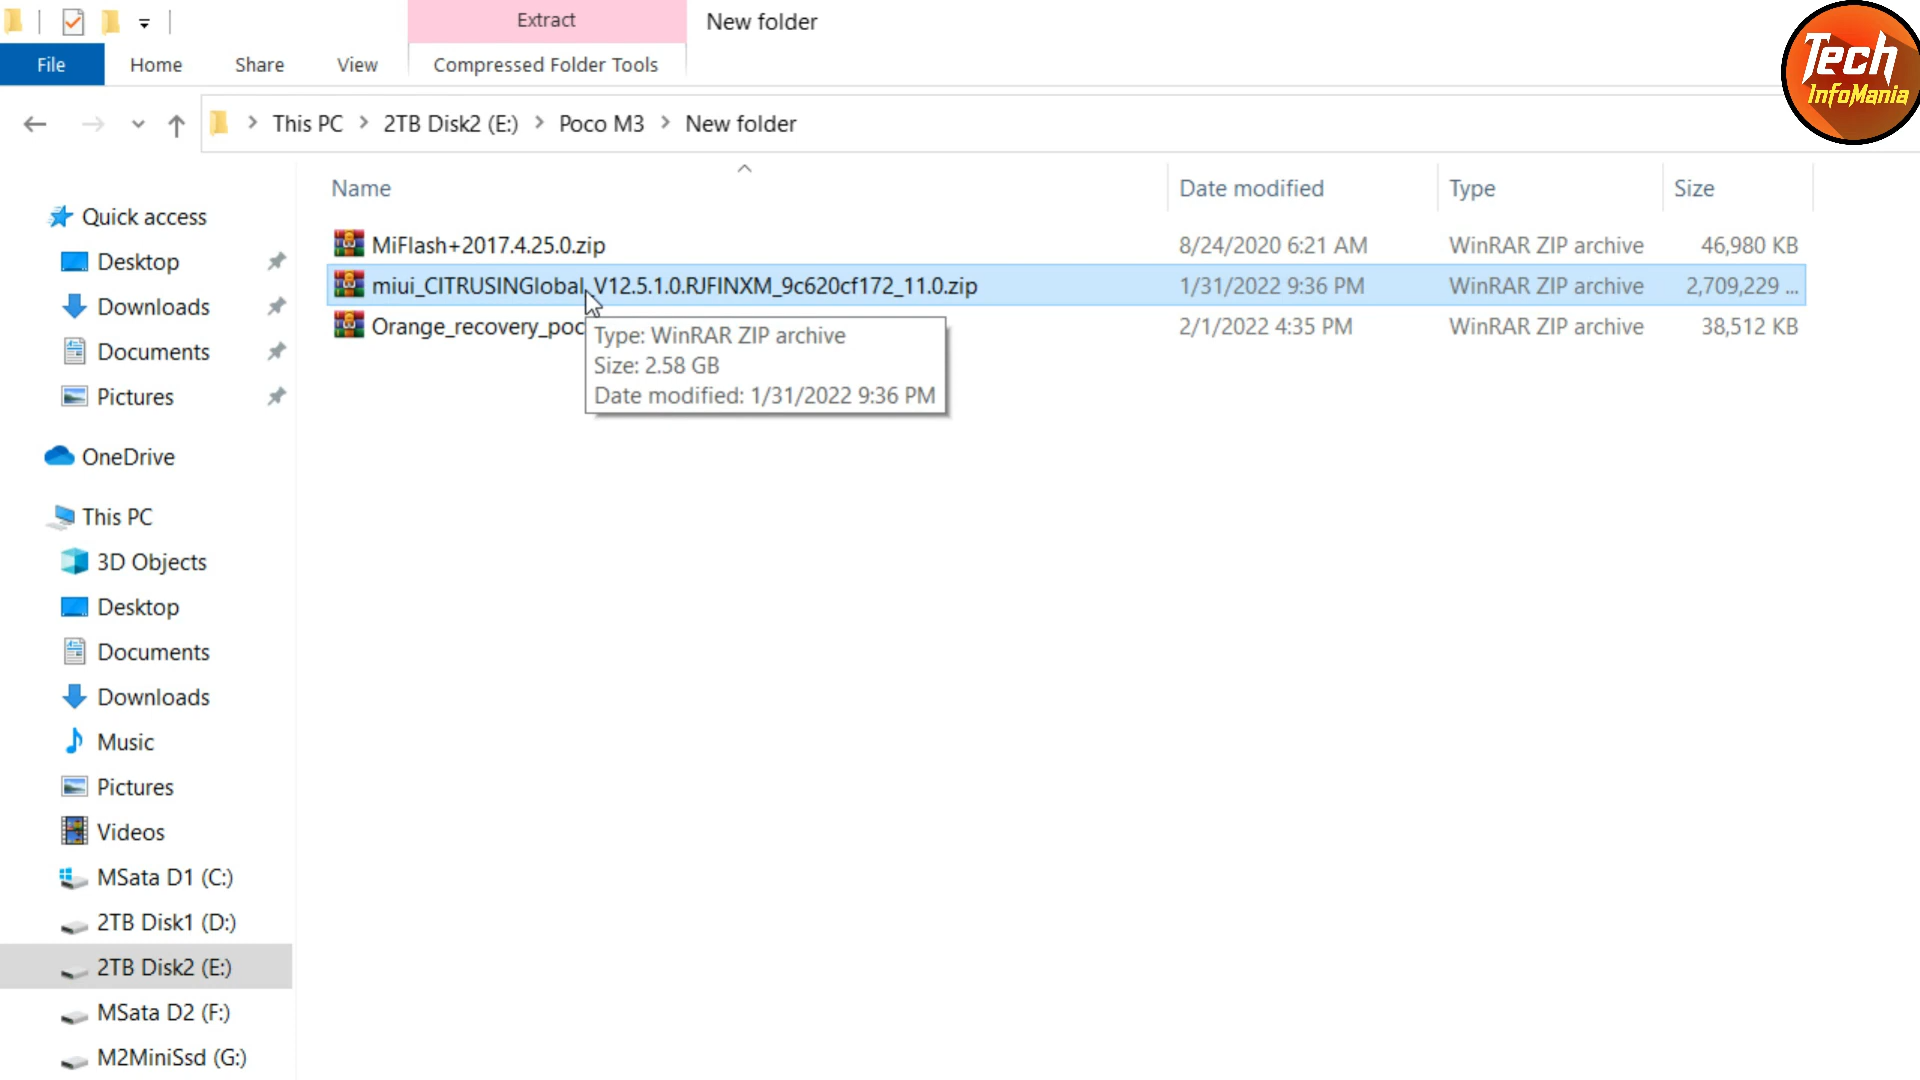 Extract
New folder
File
Home
Share
View
Compressed Folder Tools
Tech
InfoMania
This PC
2TB Disk2 (E:)
Poco M3
New folder
Name
Date modified
Type
Size
MiFlash+2017.4.25.0.zip
8/24/2020 6:21 AM
WinRAR ZIP archive
46,980 KB
miui_CITRUSINGlobal_V12.5.1.0.RJFINXM_9c620cf172_11.0.zip
1/31/2022 9:36 PM
WinRAR ZIP archive
2,709,229 ...
Orange_recovery_poc
2/1/2022 4:35 PM
WinRAR ZIP archive
38,512 KB
Type: WinRAR ZIP archive
Size: 2.58 GB
Date modified: 1/31/2022 9:36 PM
Quick access
Desktop
Downloads
Documents
Pictures
OneDrive
This PC
3D Objects
Desktop
Documents
Downloads
Music
Pictures
Videos
MSata D1 (C:)
2TB Disk1 (D:)
2TB Disk2 (E:)
MSata D2 (F:)
M2MiniSsd (G:)